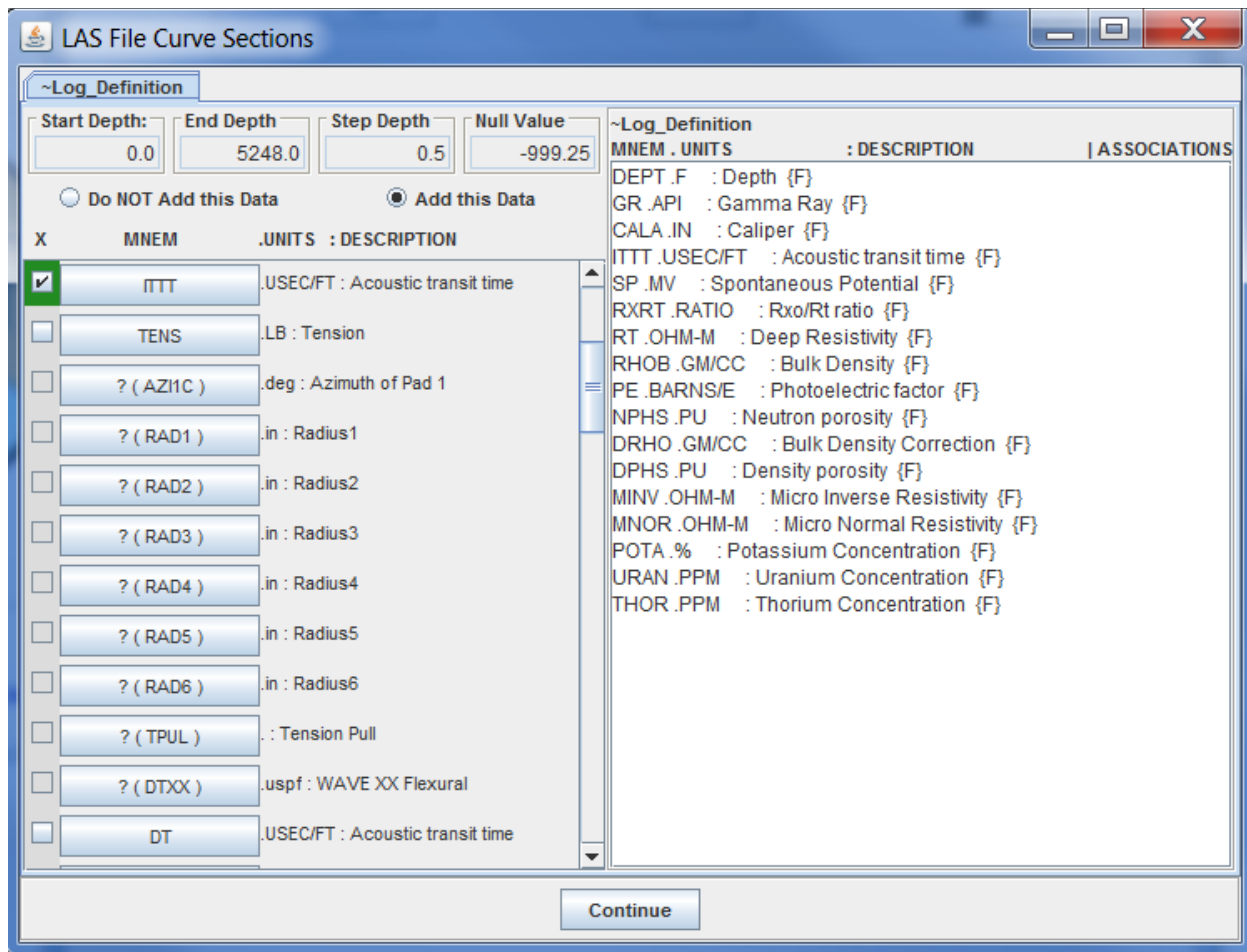 LAS File Curve Sections
~Log_Definition
Start Depth: End Depth Step Depth Null Value
0.0 5248.0 0.5 -999.25
Do NOT Add this Data Add this Data
X MNEM .UNITS : DESCRIPTION
ITTT .USEC/FT : Acoustic transit time
TENS .LB : Tension
? ( AZI1C ) .deg : Azimuth of Pad 1
? ( RAD1 ) .in : Radius1
? ( RAD2 ) .in : Radius2
? ( RAD3 ) .in : Radius3
? ( RAD4 ) .in : Radius4
? ( RAD5 ) .in : Radius5
? ( RAD6 ) .in : Radius6
? ( TPUL ) . : Tension Pull
? ( DTXX ) .uspf : WAVE XX Flexural
DT .USEC/FT : Acoustic transit time
~Log_Definition
MNEM . UNITS : DESCRIPTION | ASSOCIATIONS
DEPT .F : Depth {F}
GR .API : Gamma Ray {F}
CALA .IN : Caliper {F}
ITTT .USEC/FT : Acoustic transit time {F}
SP .MV : Spontaneous Potential {F}
RXRT .RATIO : Rxo/Rt ratio {F}
RT .OHM-M : Deep Resistivity {F}
RHOB .GM/CC : Bulk Density {F}
PE .BARNS/E : Photoelectric factor {F}
NPHS .PU : Neutron porosity {F}
DRHO .GM/CC : Bulk Density Correction {F}
DPHS .PU : Density porosity {F}
MINV .OHM-M : Micro Inverse Resistivity {F}
MNOR .OHM-M : Micro Normal Resistivity {F}
POTA .% : Potassium Concentration {F}
URAN .PPM : Uranium Concentration {F}
THOR .PPM : Thorium Concentration {F}
Continue